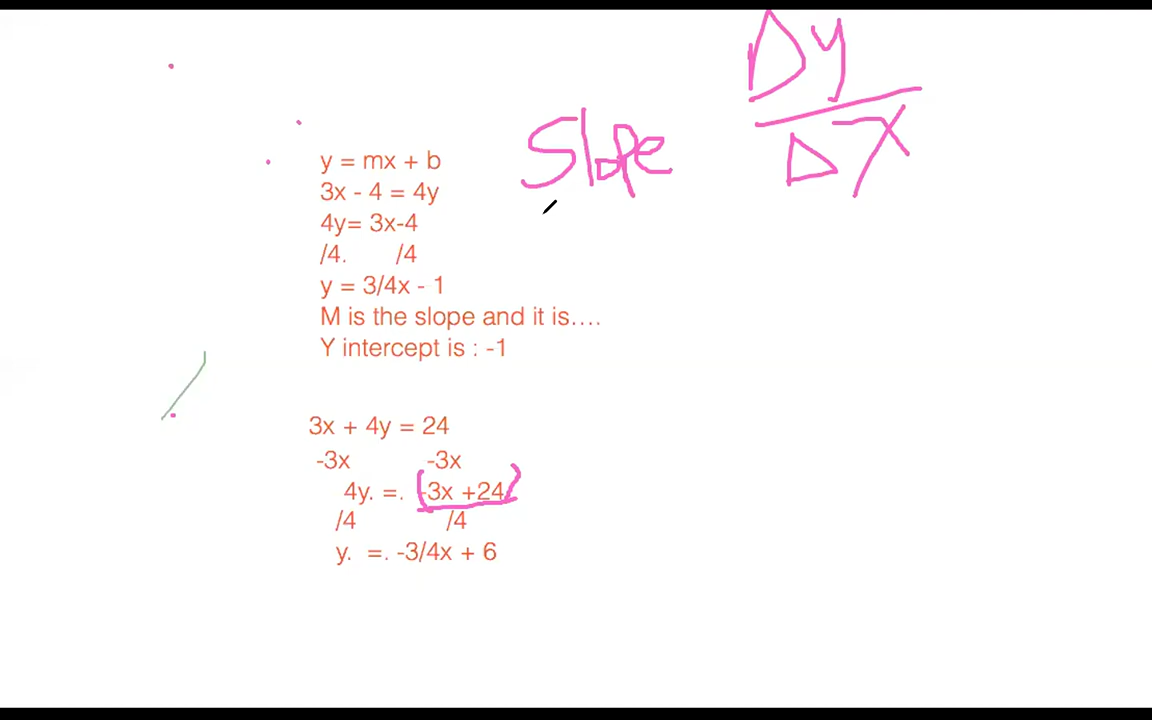 Δy
Slope
Δx
y = mx + b
3x - 4 = 4y
4y= 3x-4
/4. /4
y = 3/4x - 1
M is the slope and it is....
Y intercept is : -1
3x + 4y = 24
-3x -3x
4y. =. (-3x +24)
/4 /4
y. =. -3/4x + 6